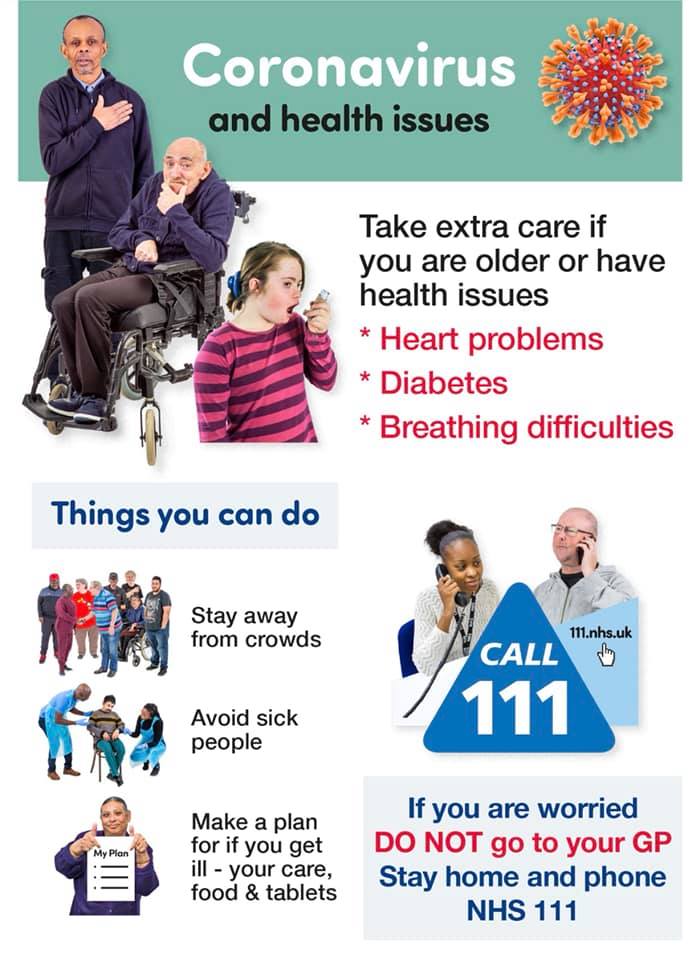 Coronavirus
and health issues
Take extra care if
you are older or have
health issues
* Heart problems
* Diabetes
* Breathing difficulties
Things you can do
Stay away
from crowds
Avoid sick
people
My Plan
Make a plan
for if you get
ill - your care,
food & tablets
111.nhs.uk
CALL
111
If you are worried
DO NOT go to your GP
Stay home and phone
NHS 111